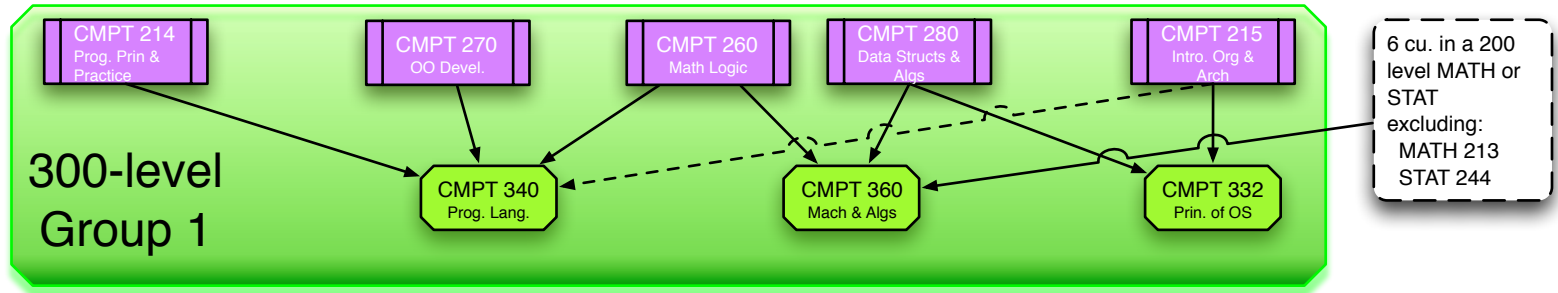 CMPT 214
Prog. Prin &
Practice
CMPT 270
OO Devel.
CMPT 260
Math Logic
CMPT 280
Data Structs &
Algs
CMPT 215
Intro. Org &
Arch
6 cu. in a 200
level MATH or
STAT
excluding:
MATH 213
STAT 244
300-level
Group 1
CMPT 340
Prog. Lang.
CMPT 360
Mach & Algs
CMPT 332
Prin. of OS